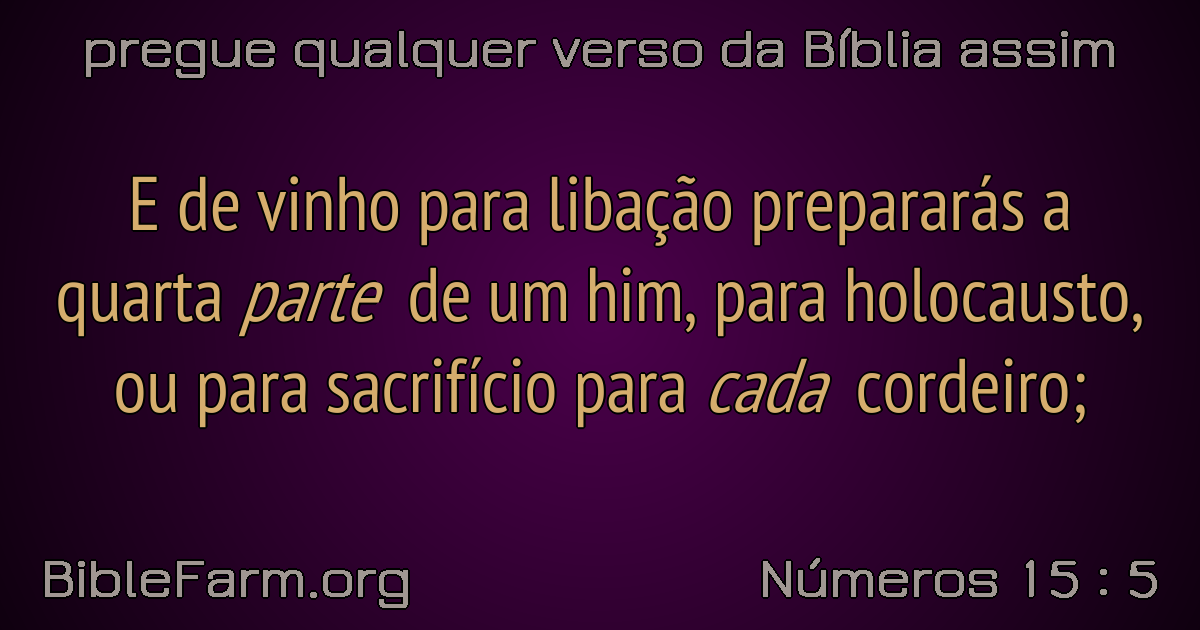 pregue qualquer verso da Bíblia assim
E de vinho para libação prepararás a
quarta parte de um him, para holocausto,
ou para sacrifício para cada cordeiro;
BibleFarm.org
Números 15 : 5